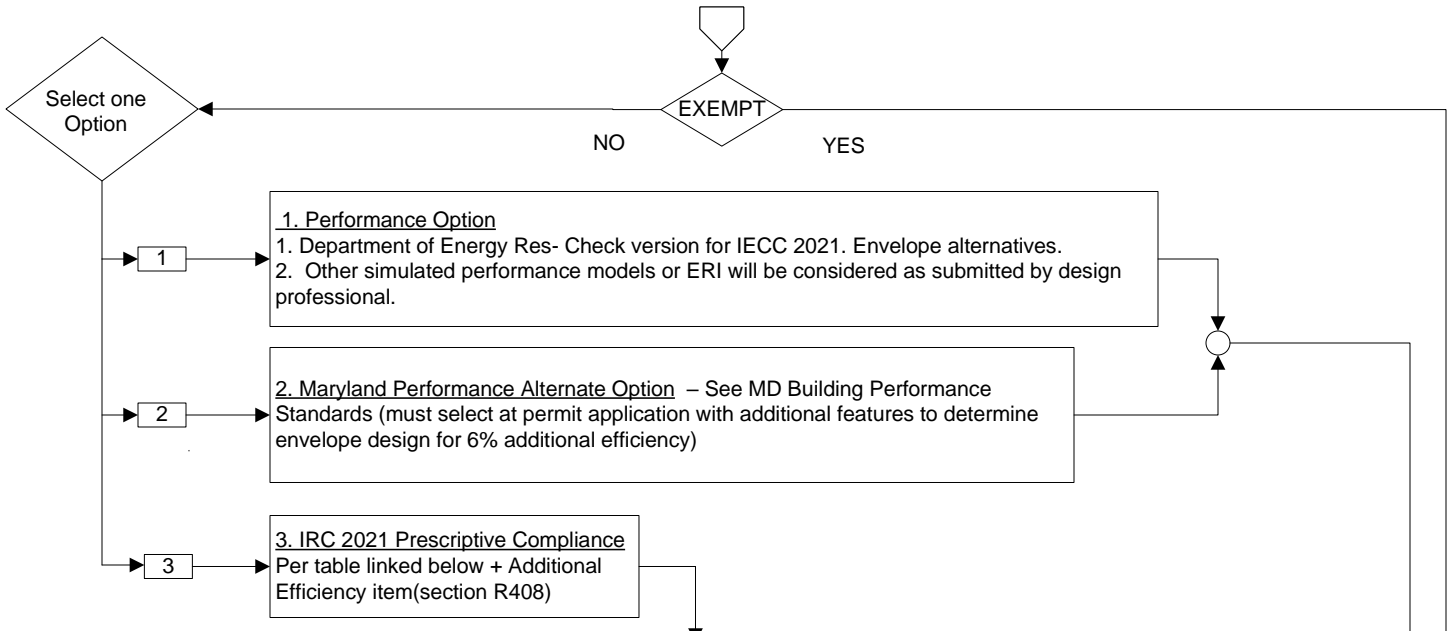 Select one
Option
EXEMPT
NO
YES
1
1. Performance Option
1. Department of Energy Res- Check version for IECC 2021. Envelope alternatives.
2. Other simulated performance models or ERI will be considered as submitted by design
professional.
2
2. Maryland Performance Alternate Option – See MD Building Performance
Standards (must select at permit application with additional features to determine
envelope design for 6% additional efficiency)
3
3. IRC 2021 Prescriptive Compliance
Per table linked below + Additional
Efficiency item(section R408)